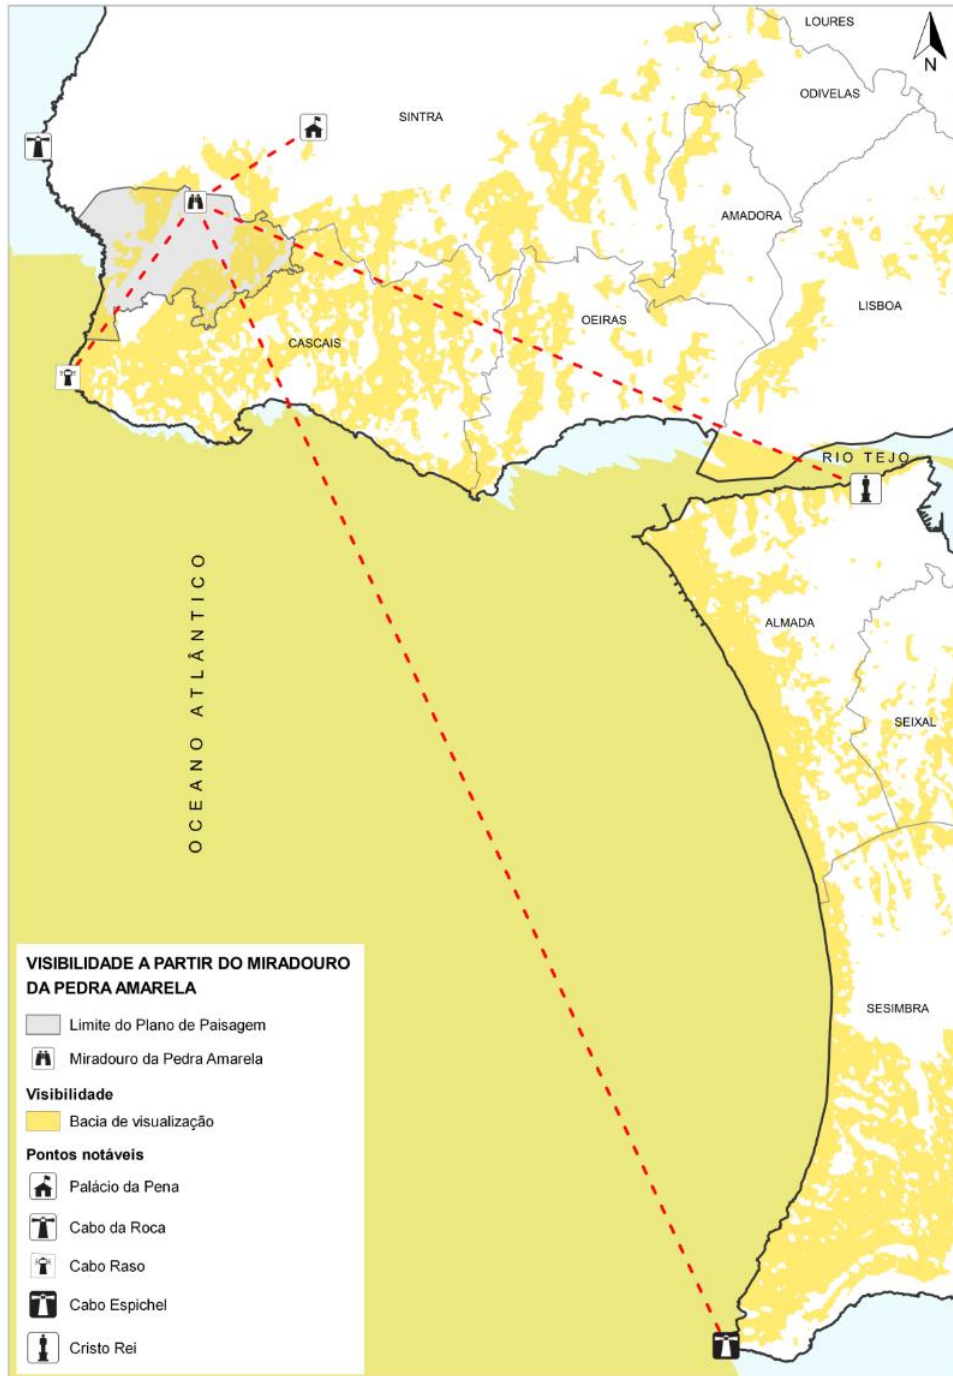 LOURES
N
ODIVELAS
SINTRA
AMADORA
LISBOA
OEIRAS
CASCAIS
RIO TEJO
OCEANO ATLÂNTICO
ALMADA
SEIXAL
SESIMBRA
VISIBILIDADE A PARTIR DO MIRADOURO
DA PEDRA AMARELA
Limite do Plano de Paisagem
Miradouro da Pedra Amarela
Visibilidade
Bacia de visualização
Pontos notáveis
Palácio da Pena
Cabo da Roca
Cabo Raso
Cabo Espichel
Cristo Rei